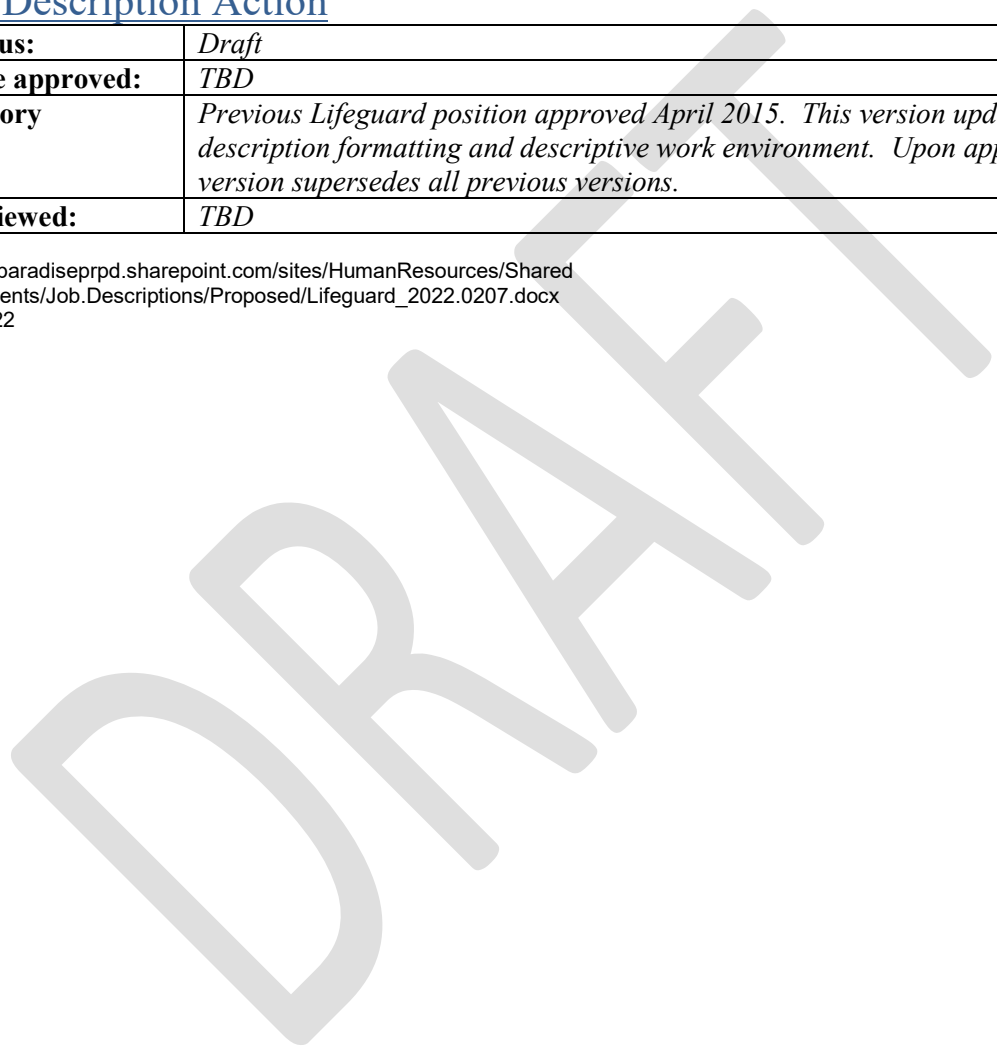 Description Action
us: Draft
e approved: TBD
ory Previous Lifeguard position approved April 2015. This version upd
description formatting and descriptive work environment. Upon app
version supersedes all previous versions.
iewed: TBD
paradiseprpd.sharepoint.com/sites/HumanResources/Shared
ents/Job.Descriptions/Proposed/Lifeguard_2022.0207.docx
22
DRAFT